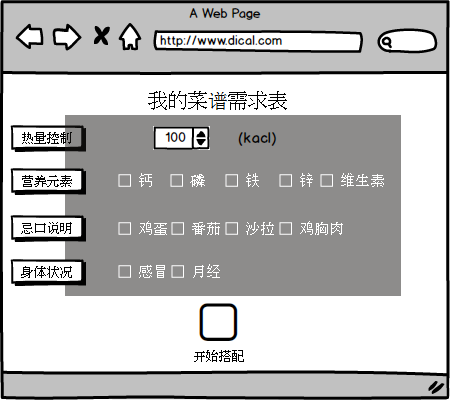 A Web Page
http://www.dical.com
我的菜谱需求表
热量控制 100 (kacl)
营养元素 钙 磷 铁 锌 维生素
忌口说明 鸡蛋 番茄 沙拉 鸡胸肉
身体状况 感冒 月经
开始搭配